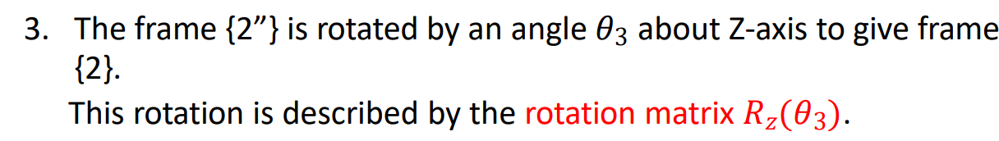 3. The frame {2”} is rotated by an angle 𝜃₃ about Z-axis to give frame
{2}.
This rotation is described by the rotation matrix 𝑅𝑧(𝜃₃).